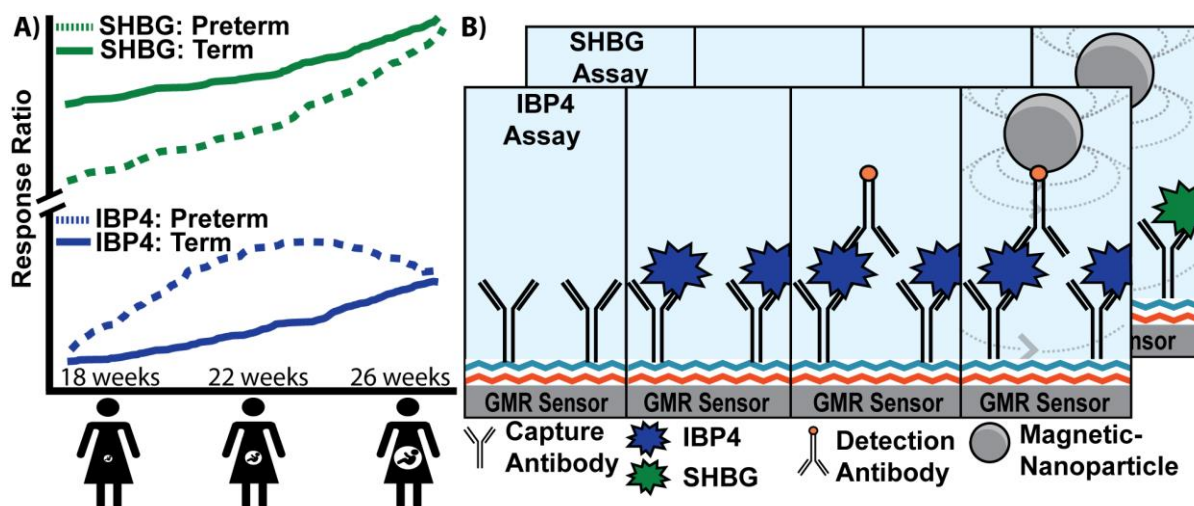 A)
SHBG: Preterm
SHBG: Term
IBP4: Preterm
IBP4: Term
Response Ratio
18 weeks 22 weeks 26 weeks
B)
SHBG
Assay
IBP4
Assay
nsor
GMR Sensor GMR Sensor GMR Sensor GMR Sensor
Capture
Antibody
IBP4
SHBG
Detection
Antibody
Magnetic-
Nanoparticle